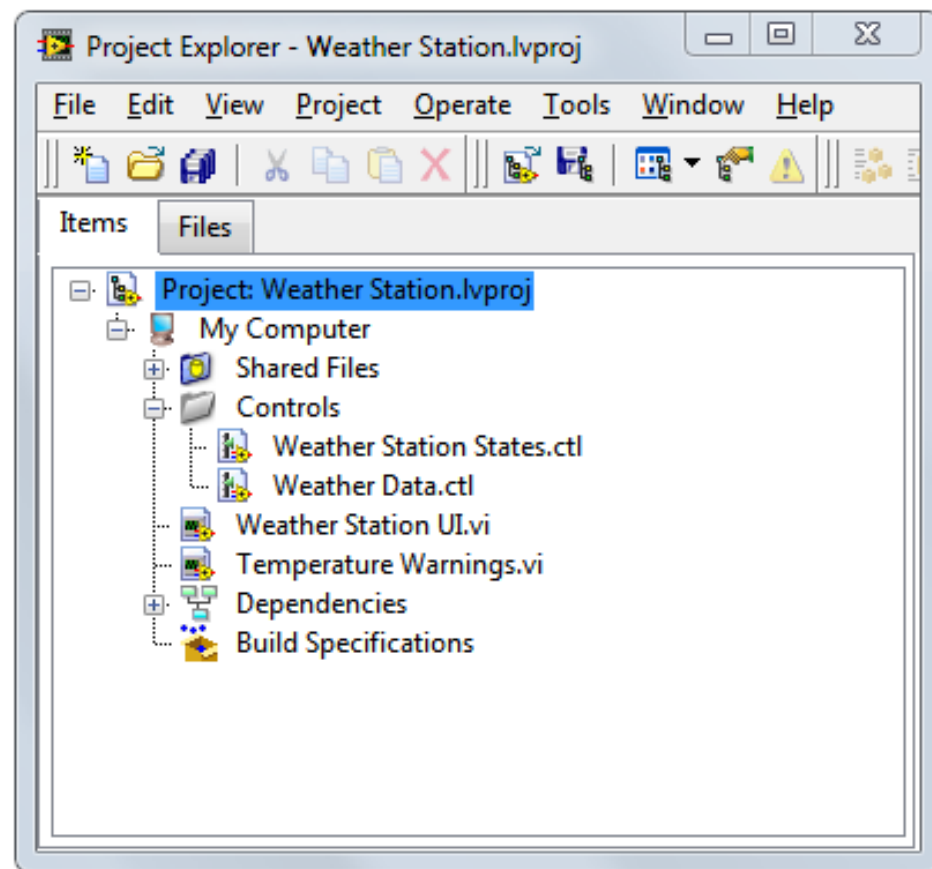 Project Explorer - Weather Station.lvproj
File Edit View Project Operate Tools Window Help
Items Files
Project: Weather Station.lvproj
My Computer
Shared Files
Controls
Weather Station States.ctl
Weather Data.ctl
Weather Station UI.vi
Temperature Warnings.vi
Dependencies
Build Specifications